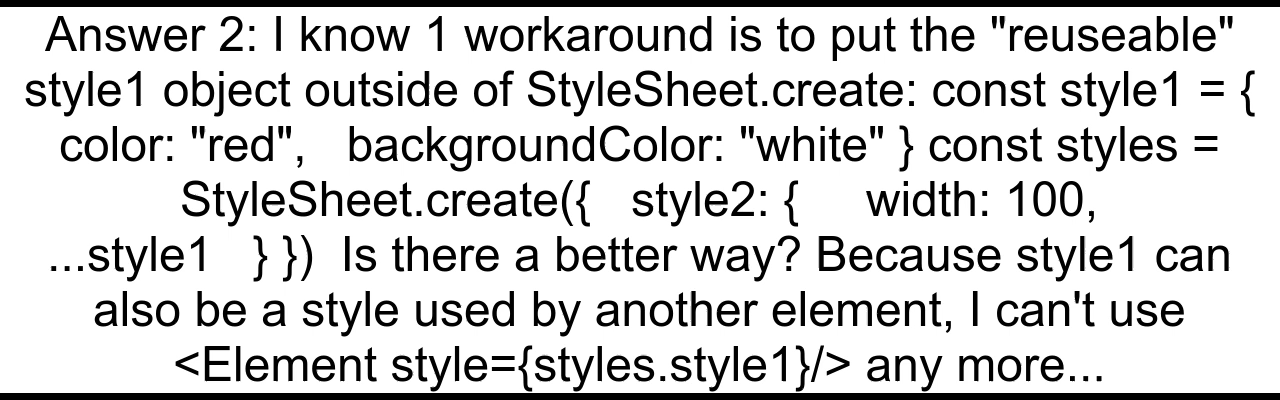 Answer 2: I know 1 workaround is to put the "reuseable"
style1 object outside of StyleSheet.create: const style1 = {
color: "red",   backgroundColor: "white" } const styles =
StyleSheet.create({   style2: {     width: 100,
...style1   } })  Is there a better way? Because style1 can
also be a style used by another element, I can't use
<Element style={styles.style1}/> any more...